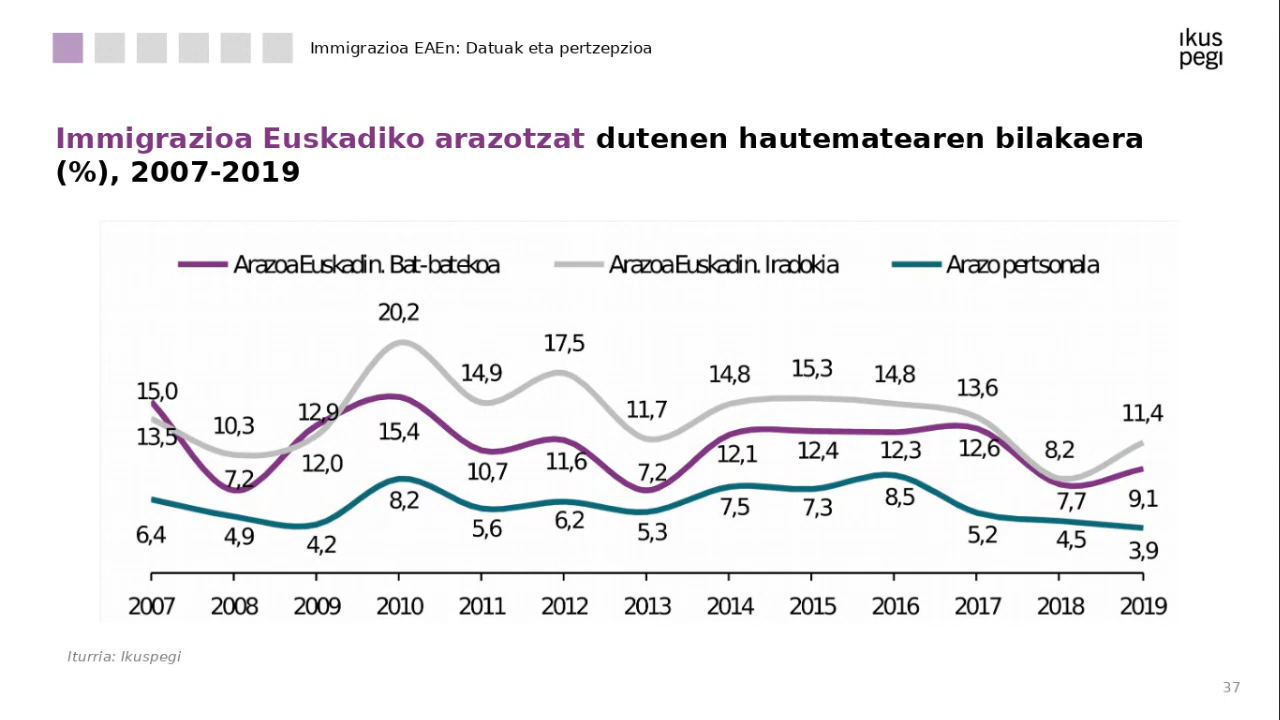 Immigrazioa EAEn: Datuak eta pertzepzioa
ikus
pegi
Immigrazioa Euskadiko arazotzat dutenen hautematearen bilakaera
(%), 2007-2019
Arazoa Euskadin. Bat-batekoa Arazoa Euskadin. Iradokia Arazo pertsonala
20,2
17,5
14,9 14,8 15,3 14,8
15,0 13,6
10,3 12,9 11,7 11,4
13,5 15,4
7,2 12,0 10,7 11,6 7,2 12,1 12,4 12,3 12,6 8,2
8,2 7,5 7,3 8,5 7,7 9,1
6,4 4,9 4,2 5,6 6,2 5,3 5,2 4,5 3,9
2007 2008 2009 2010 2011 2012 2013 2014 2015 2016 2017 2018 2019
Iturria: Ikuspegi
37